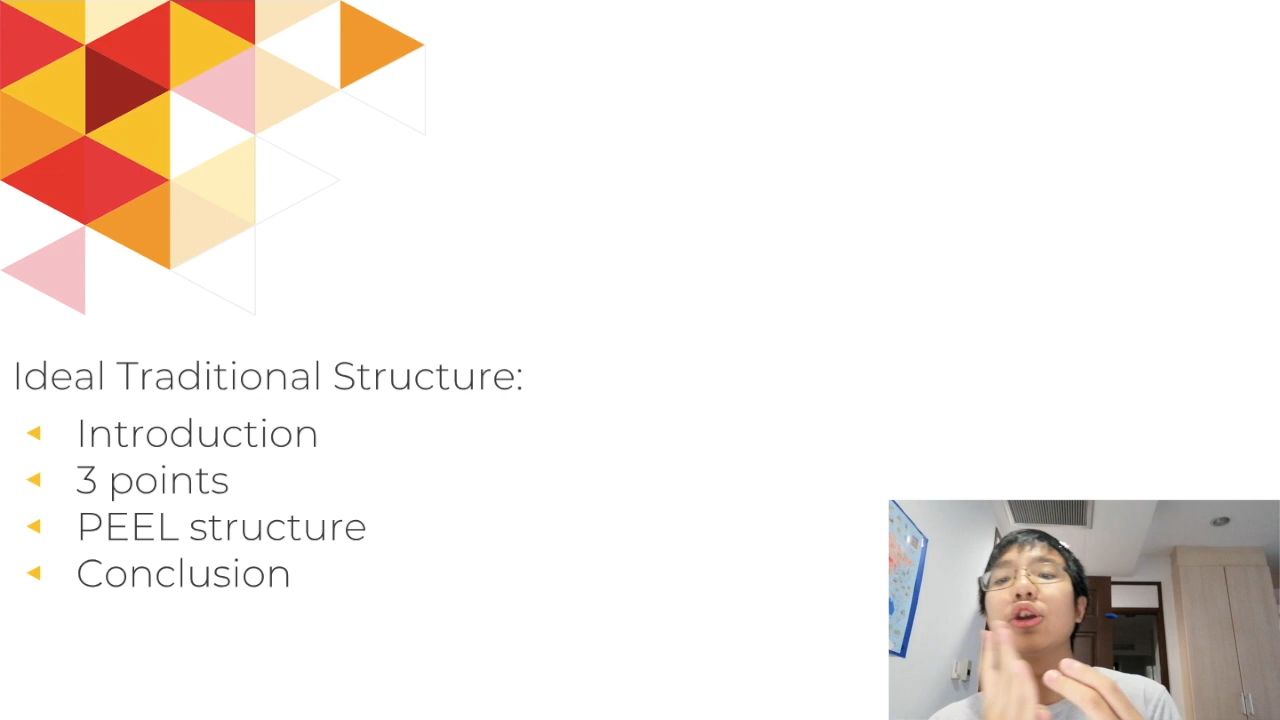 Ideal Traditional Structure:
Introduction
3 points
PEEL structure
Conclusion